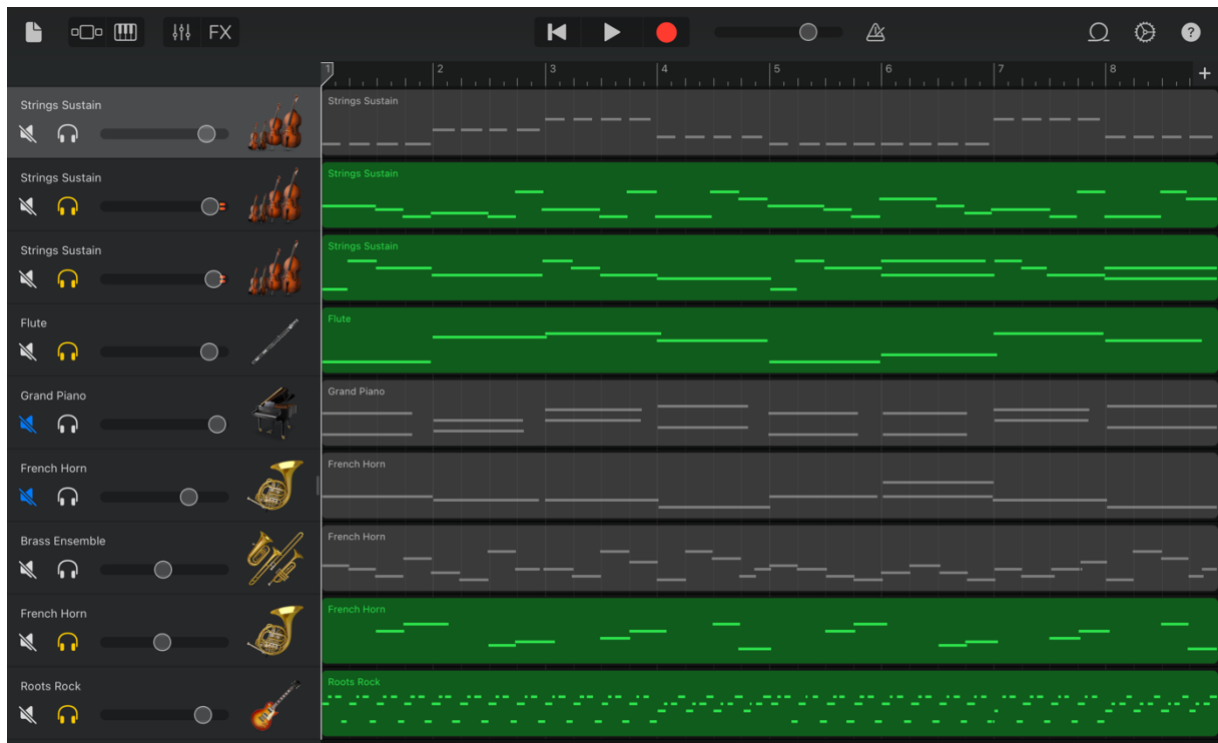 FX
?
1 2 3 4 5 6 7 8 +
Strings Sustain
Strings Sustain
Strings Sustain
Strings Sustain
Strings Sustain
Strings Sustain
Flute
Flute
Grand Piano
Grand Piano
French Horn
French Horn
Brass Ensemble
French Horn
French Horn
French Horn
Roots Rock
Roots Rock